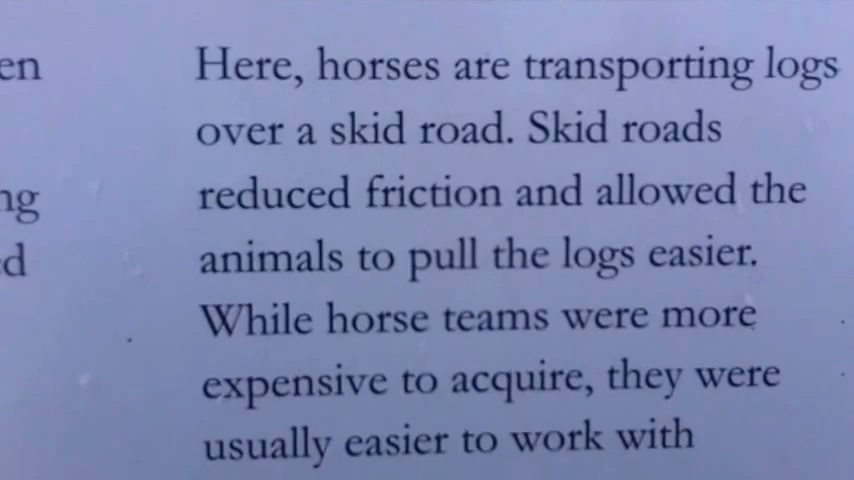 en
ng
ed
Here, horses are transporting logs
over a skid road. Skid roads
reduced friction and allowed the
animals to pull the logs easier.
While horse teams were more
expensive to acquire, they were
usually easier to work with